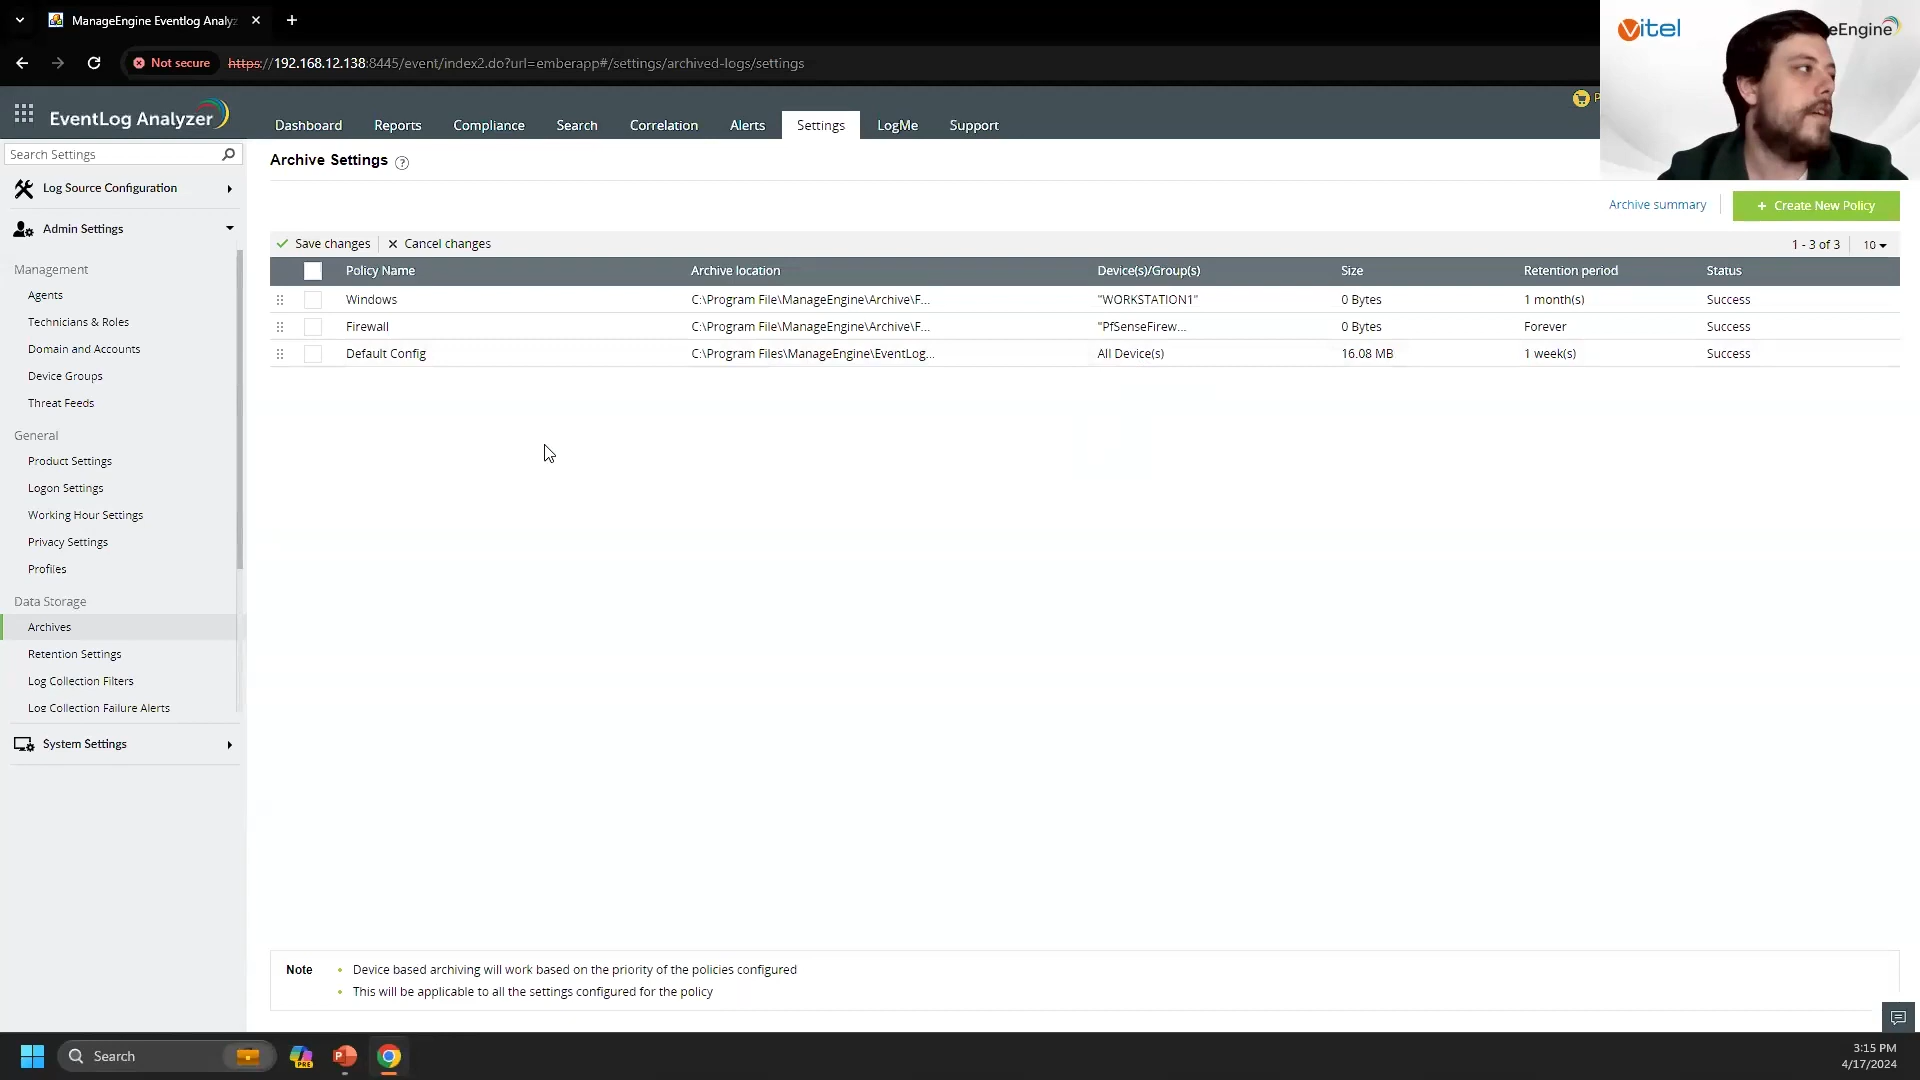 ManageEngine Eventlog Analyz
Not secure
https://192.168.12.138:8445/event/index2.do?url=emberapp#/settings/archived-logs/settings
Vitel
eEngine
EventLog Analyzer
Dashboard
Reports
Compliance
Search
Correlation
Alerts
Settings
LogMe
Support
Search Settings
Log Source Configuration
Admin Settings
Management
Agents
Technicians & Roles
Domain and Accounts
Device Groups
Threat Feeds
General
Product Settings
Logon Settings
Working Hour Settings
Privacy Settings
Profiles
Data Storage
Archives
Retention Settings
Log Collection Filters
Log Collection Failure Alerts
System Settings
Archive Settings ?
Archive summary
+ Create New Policy
Save changes
Cancel changes
1 - 3 of 3
10
Policy Name Archive location Device(s)/Group(s) Size Retention period Status
Windows C:\Program File\ManageEngine\Archive\F... "WORKSTATION1" 0 Bytes 1 month(s) Success
Firewall C:\Program File\ManageEngine\Archive\F... "PfSenseFirew... 0 Bytes Forever Success
Default Config C:\Program Files\ManageEngine\EventLog... All Device(s) 16.08 MB 1 week(s) Success
Note
• Device based archiving will work based on the priority of the policies configured
• This will be applicable to all the settings configured for the policy
Search
PRE
3:15 PM
4/17/2024